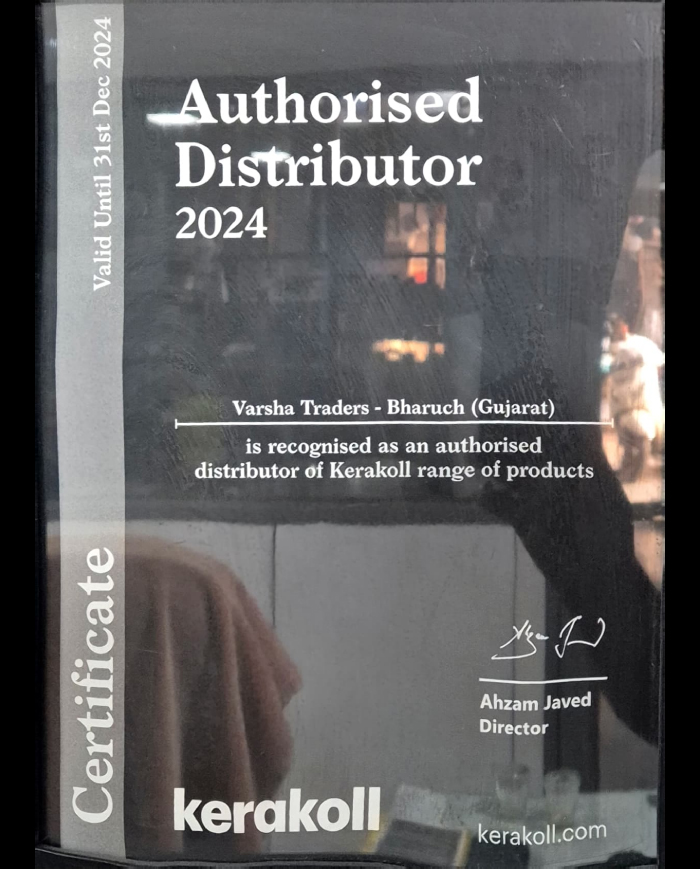 Valid Until 31st Dec 2024
Certificate
Authorised
Distributor
2024
Varsha Traders - Bharuch (Gujarat)
is recognised as an authorised
distributor of Kerakoll range of products
Ahzam Javed
Director
kerakoll
kerakoll.com